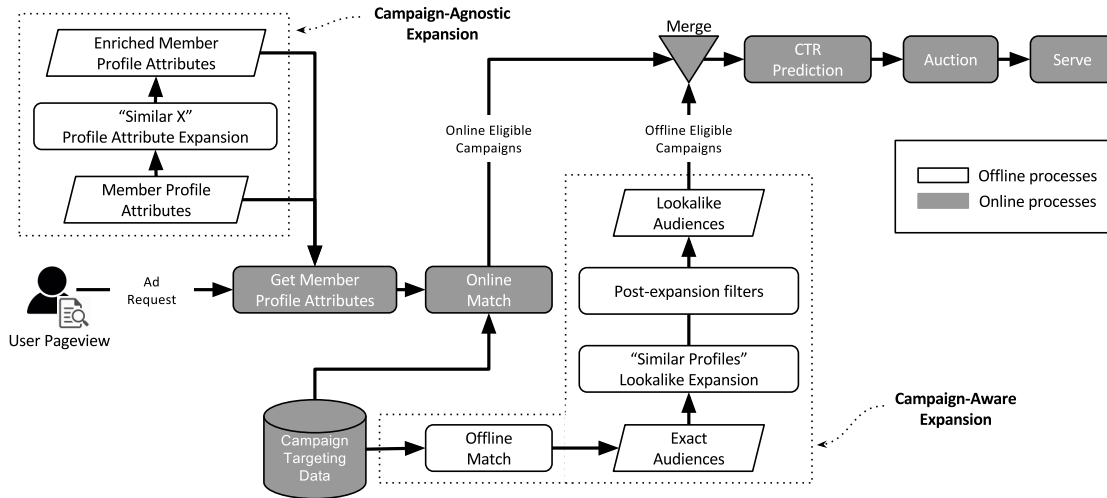 Campaign-Agnostic
Expansion
Enriched Member
Profile Attributes
“Similar X”
Profile Attribute Expansion
Member Profile
Attributes
Merge
CTR
Prediction
Auction
Serve
Online Eligible
Campaigns
Offline Eligible
Campaigns
Offline processes
Online processes
Lookalike
Audiences
User Pageview
Ad
Request
Get Member
Profile Attributes
Online
Match
Post-expansion filters
“Similar Profiles”
Lookalike Expansion
Campaign-Aware
Expansion
Campaign
Targeting
Data
Offline
Match
Exact
Audiences